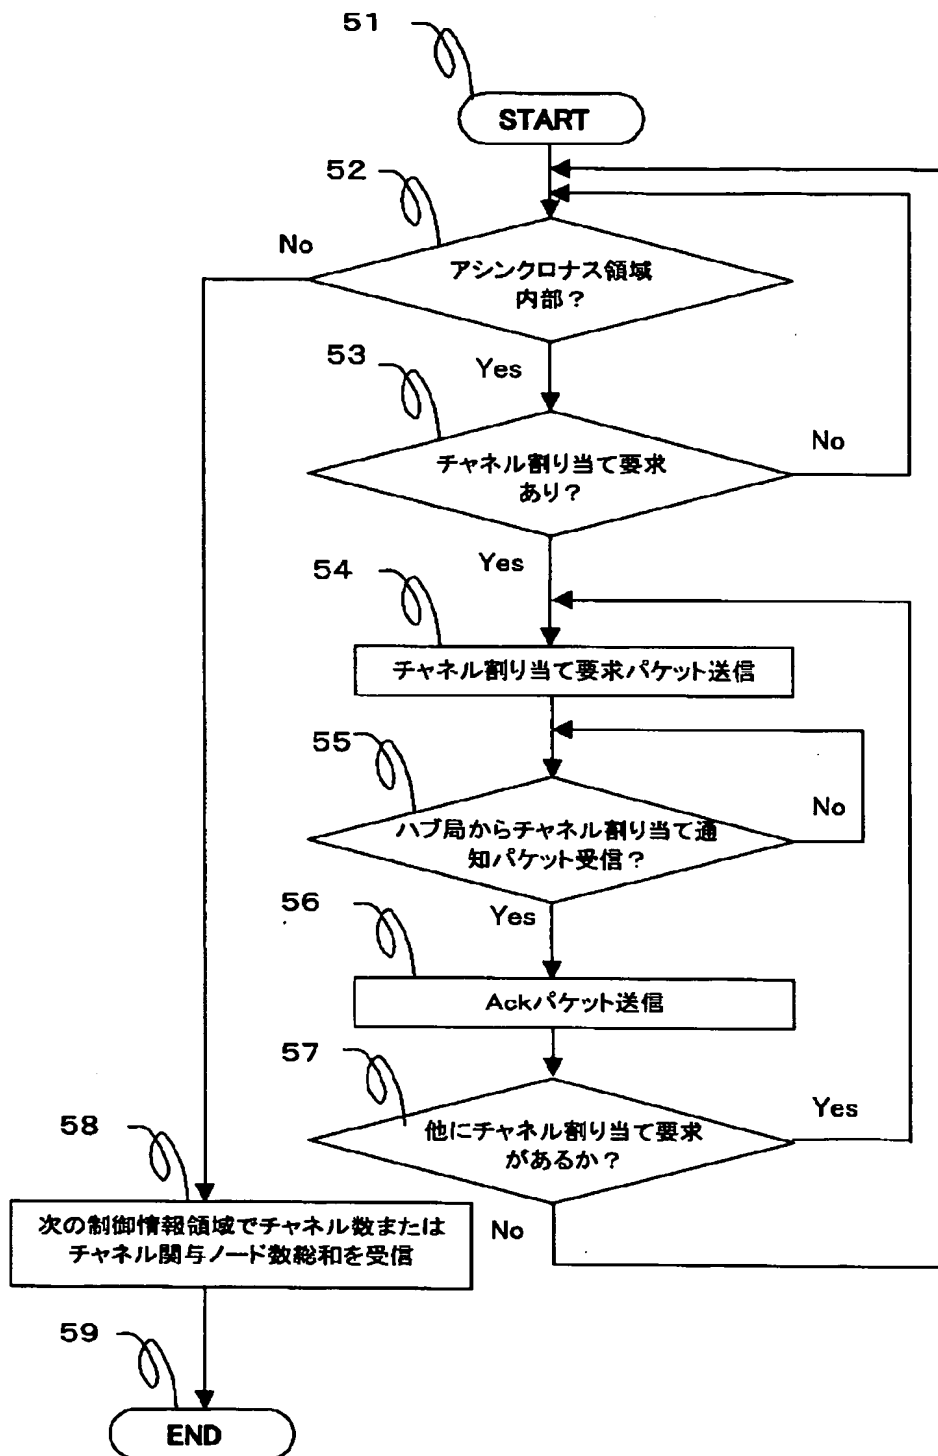 51
START
52
No
アシンクロナス領域
内部?
53
Yes
チャネル割り当て要求
あり?
No
54
Yes
チャネル割り当て要求パケット送信
55
No
ハブ局からチャネル割り当て通
知パケット受信?
56
Yes
Ackパケット送信
57
Yes
他にチャネル割り当て要求
があるか?
58
No
次の制御情報領域でチャネル数または
チャネル関与ノード数総和を受信
59
END